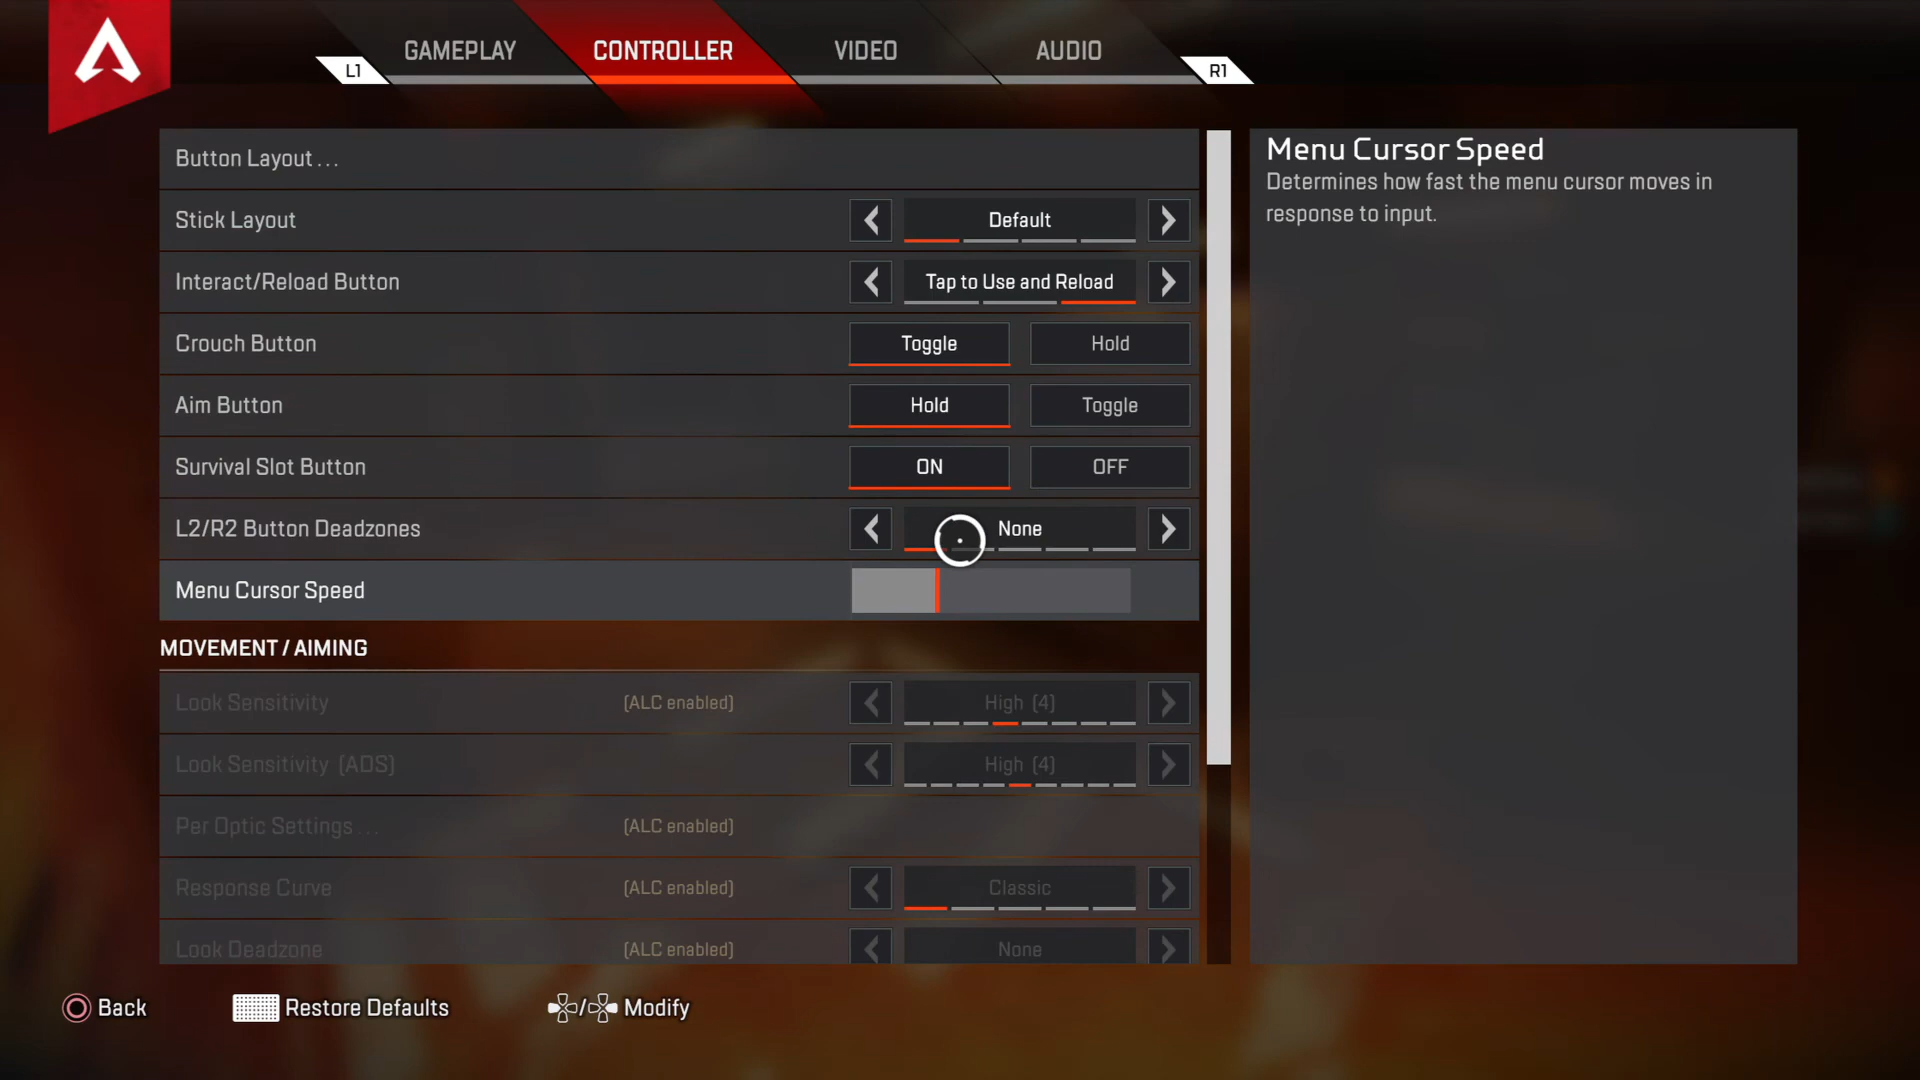 L1
GAMEPLAY
CONTROLLER
VIDEO
AUDIO
R1
Button Layout...
Stick Layout
Default
Interact/Reload Button
Tap to Use and Reload
Crouch Button
Toggle
Hold
Aim Button
Hold
Toggle
Survival Slot Button
ON
OFF
L2/R2 Button Deadzones
None
Menu Cursor Speed
MOVEMENT / AIMING
Look Sensitivity
(ALC enabled)
High (4)
Look Sensitivity (ADS)
High (4)
Per Optic Settings...
(ALC enabled)
Response Curve
(ALC enabled)
Classic
Look Deadzone
(ALC enabled)
None
Menu Cursor Speed
Determines how fast the menu cursor moves in
response to input.
Back
Restore Defaults
/
Modify